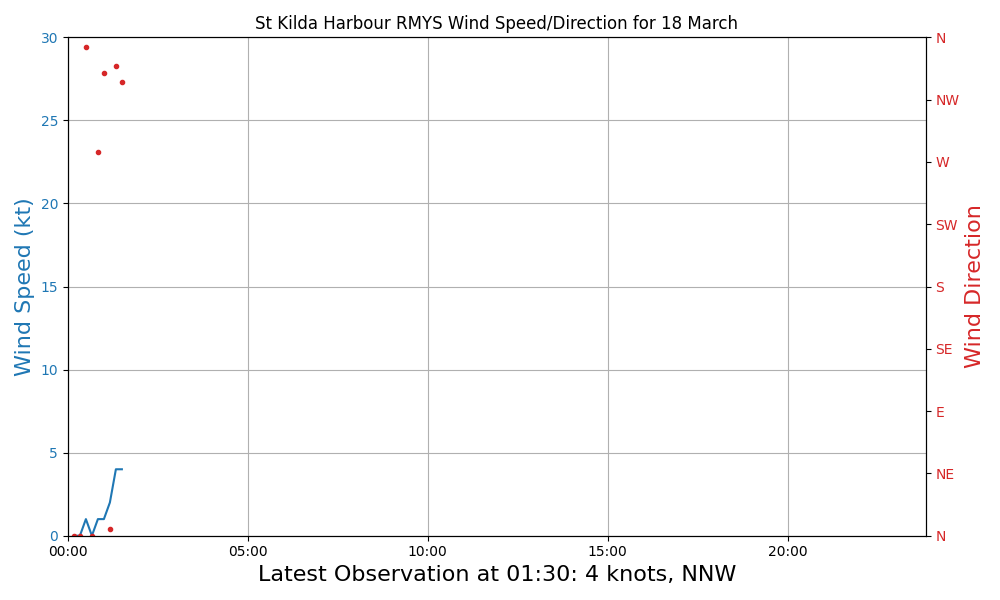 St Kilda Harbour RMYS Wind Speed/Direction for 18 March
Wind Speed (kt)
30
25
20
15
10
5
0
N
NW
W
SW
S
SE
E
NE
N
Wind Direction
00:00 05:00 10:00 15:00 20:00
Latest Observation at 01:30: 4 knots, NNW